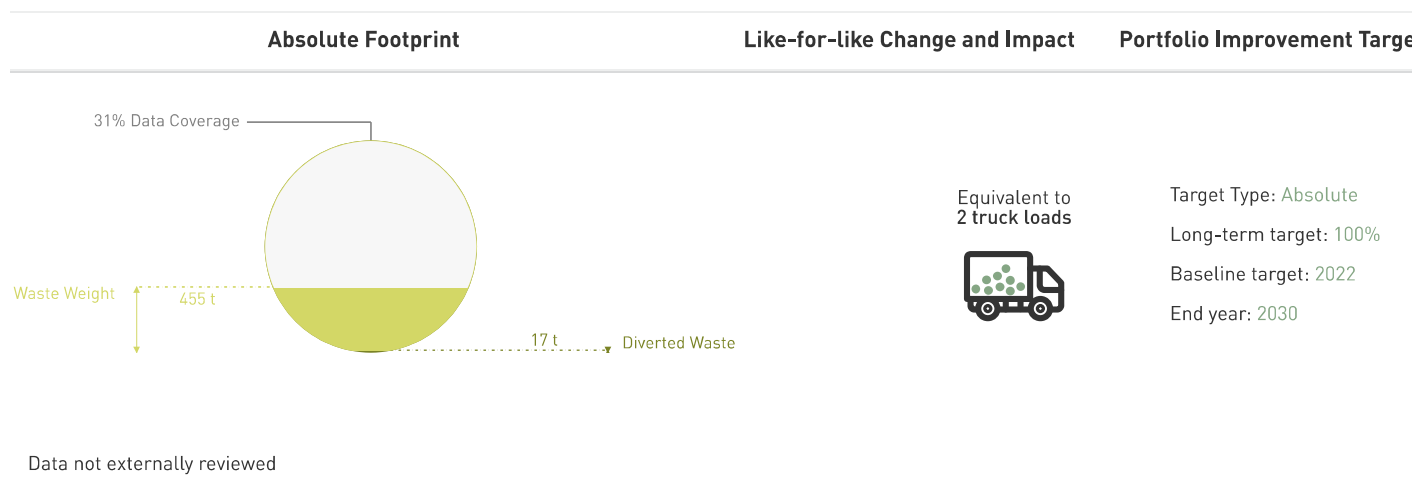 Absolute Footprint
Like-for-like Change and Impact
Portfolio Improvement Targe
31% Data Coverage
Waste Weight
455 t
17 t
Diverted Waste
Equivalent to
2 truck loads
Target Type: Absolute
Long-term target: 100%
Baseline target: 2022
End year: 2030
Data not externally reviewed